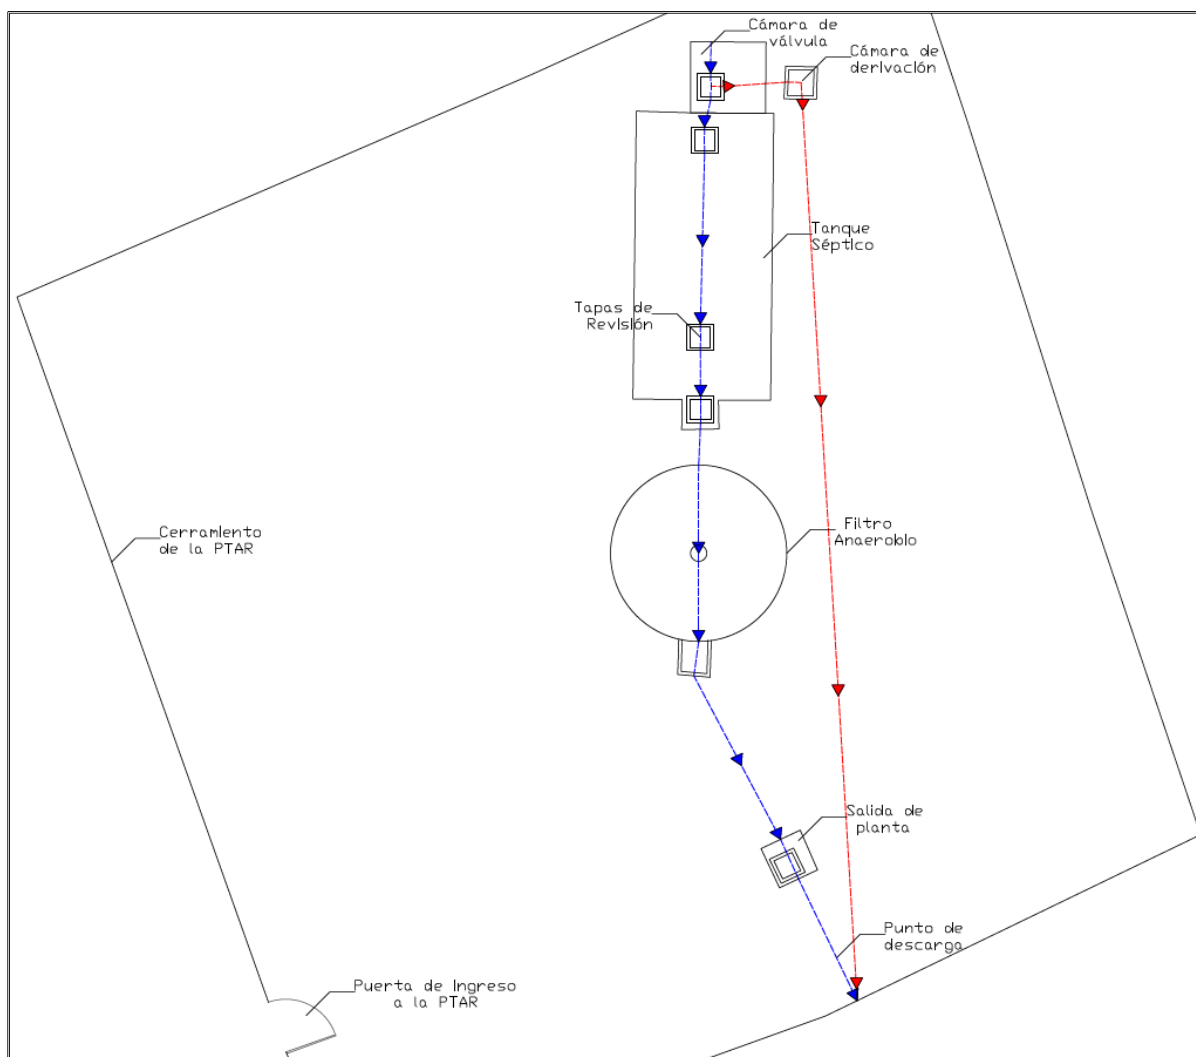 Cámara de
válvula
Cámara de
derivación
Tanque
Séptico
Tapas de
Revisión
Filtro
Anaerobio
Cerramiento
de la PTAR
Salida de
planta
Punto de
descarga
Puerta de Ingreso
a la PTAR